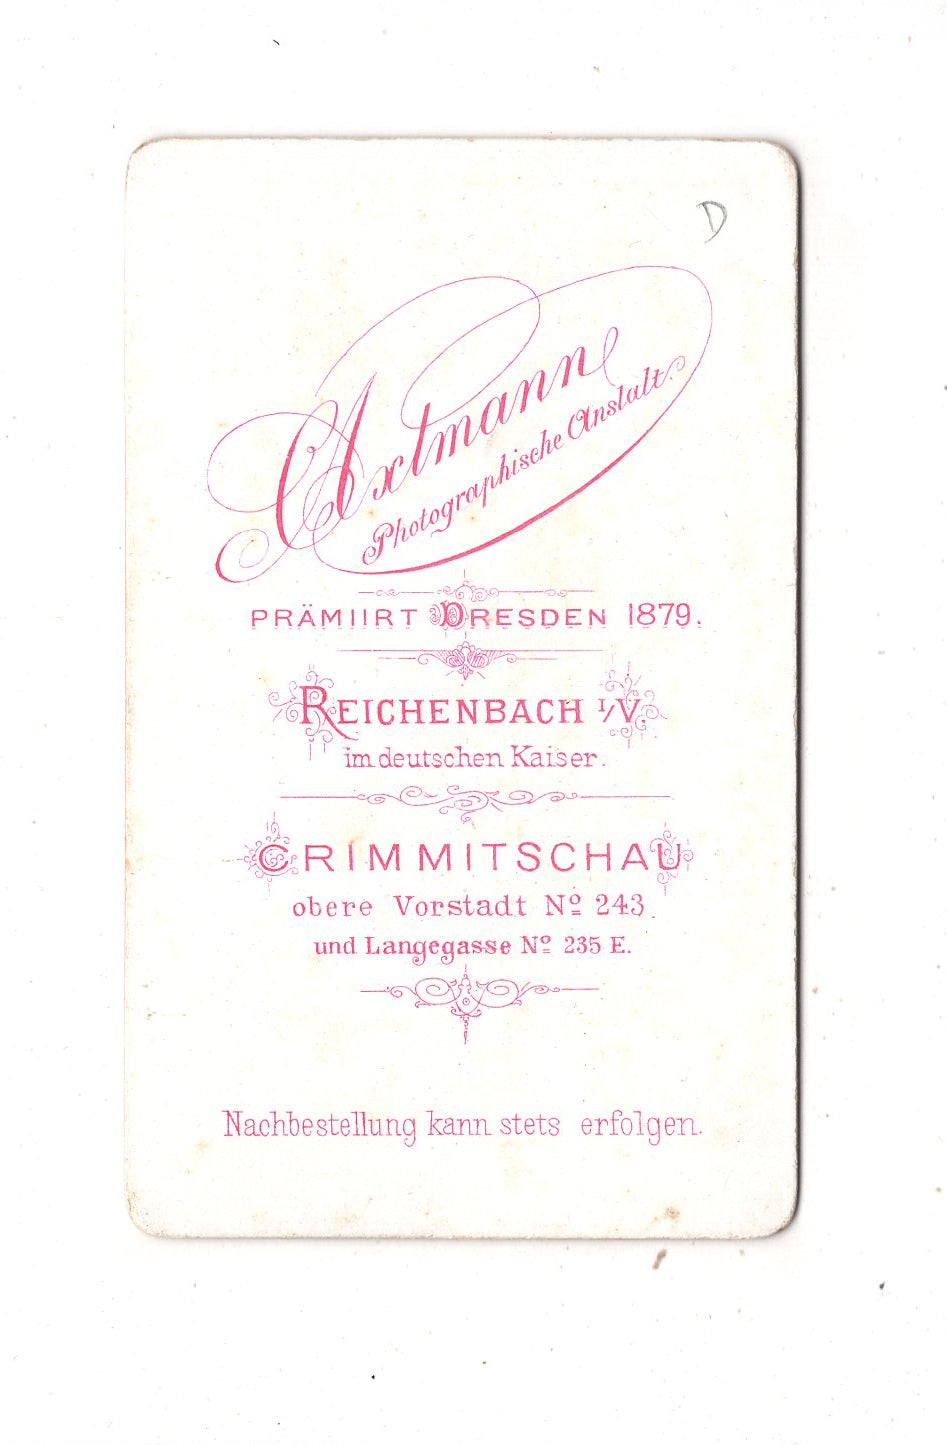 D
Axtmann
Photographische Anstalt.
PRÄMIIRT DRESDEN 1879.
REICHENBACH I/V.
im deutschen Kaiser.
CRIMMITSCHAU
obere Vorstadt Nº 243.
und Langegasse Nº 235 E.
Nachbestellung kann stets erfolgen.